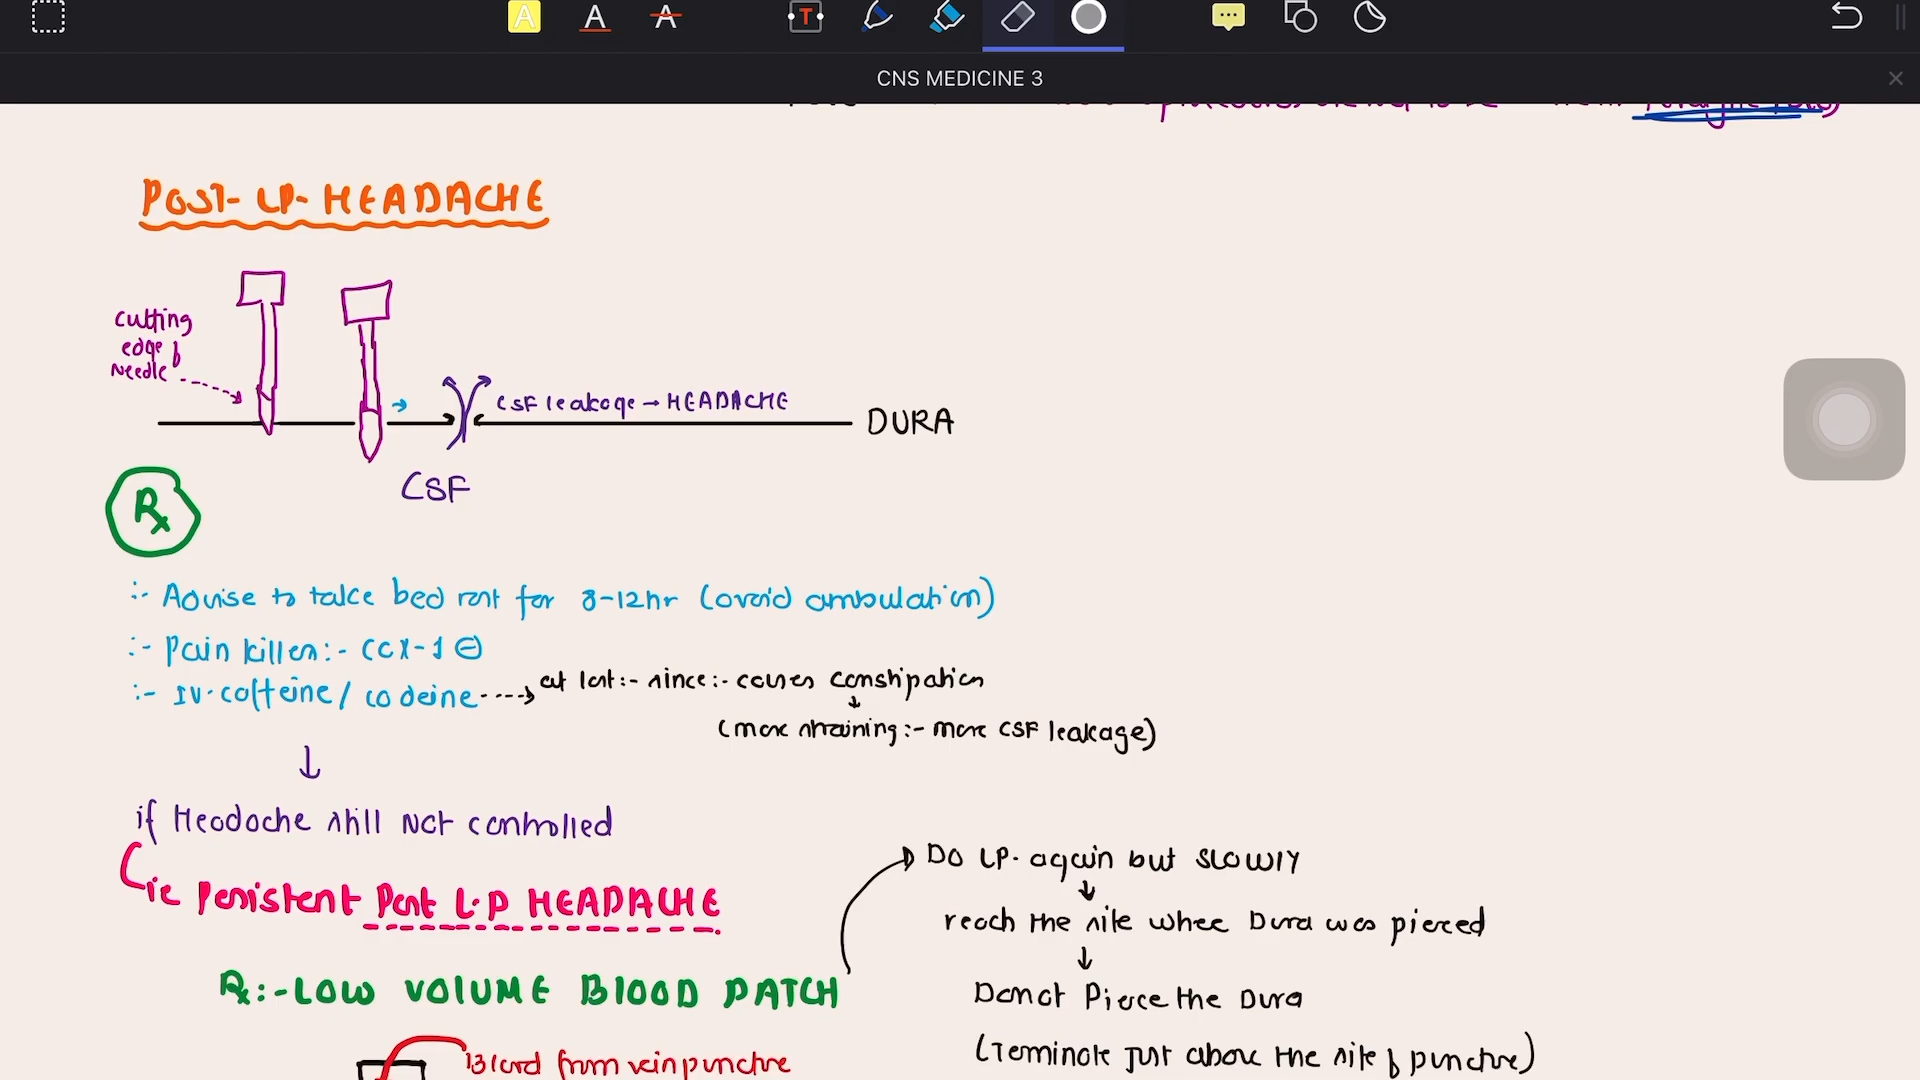 A A A T
CNS MEDICINE 3
POST-LP-HEADACHE
cutting
edge of
needle
CSF leakage → HEADACHE
DURA
CSF
Rx
:- Advise to take bed rest for 8-12hr (avoid ambulation)
:- Pain killer:- COX-1 ⊖
:- IV. caffeine / codeine ----> at last:- since:- causes constipation
↓
(more straining:- more CSF leakage)
↓
if Headache still NOT controlled
ie Persistent Post L.P HEADACHE
Rx:- LOW VOLUME BLOOD PATCH
Blood from veinpuncture
Do LP. again but SLOWLY
↓
reach the site where Dura was pierced
↓
Donot Pierce the Dura
(Terminate Just above the site of puncture)